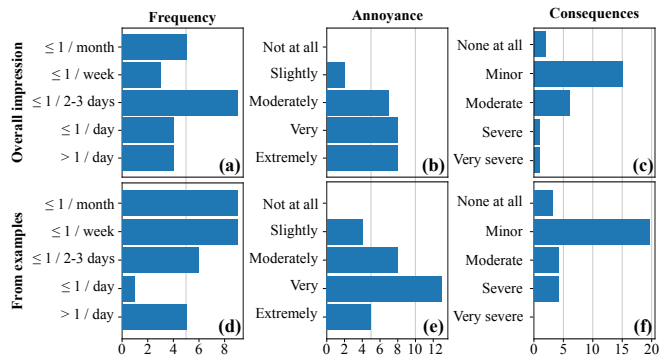 Frequency
Annoyance
Consequences
Overall impression
≤ 1 / month
≤ 1 / week
≤ 1 / 2-3 days
≤ 1 / day
> 1 / day
(a)
Not at all
Slightly
Moderately
Very
Extremely
(b)
None at all
Minor
Moderate
Severe
Very severe
(c)
From examples
≤ 1 / month
≤ 1 / week
≤ 1 / 2-3 days
≤ 1 / day
> 1 / day
(d)
0 2 4 6 8
Not at all
Slightly
Moderately
Very
Extremely
(e)
0 2 4 6 8 10 12
None at all
Minor
Moderate
Severe
Very severe
(f)
0 5 10 15 20